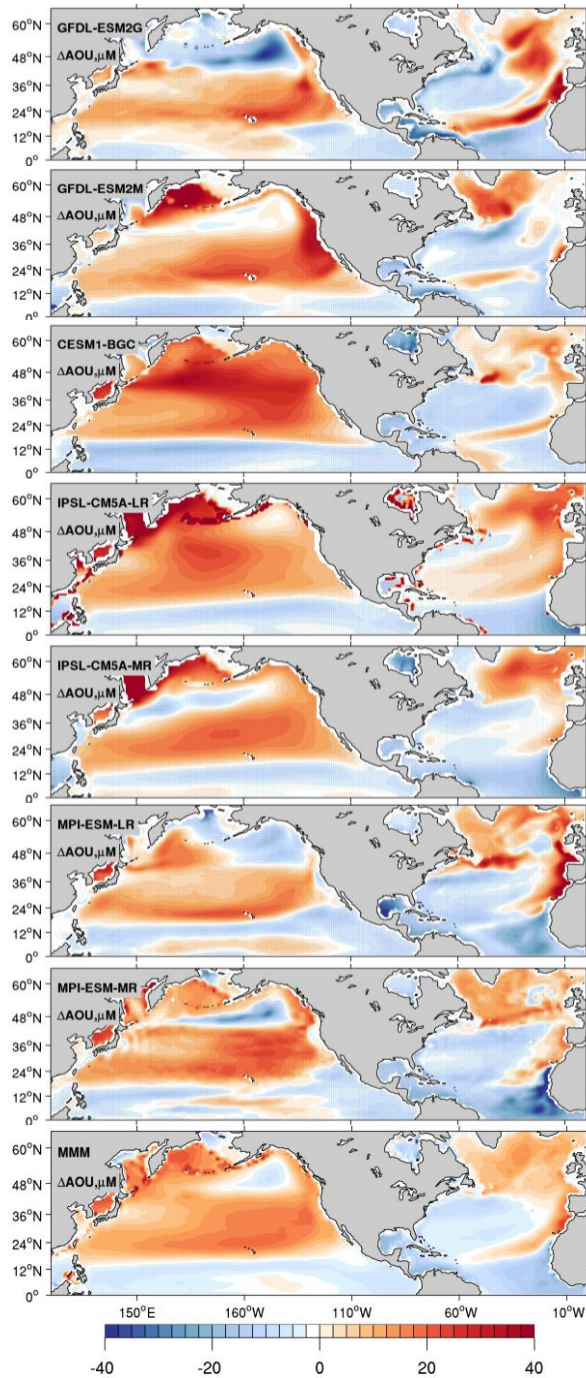 GFDL-ESM2G
ΔAOU,μM
60°N
48°N
36°N
24°N
12°N
0°
GFDL-ESM2M
ΔAOU,μM
60°N
48°N
36°N
24°N
12°N
0°
CESM1-BGC
ΔAOU,μM
60°N
48°N
36°N
24°N
12°N
0°
IPSL-CM5A-LR
ΔAOU,μM
60°N
48°N
36°N
24°N
12°N
0°
IPSL-CM5A-MR
ΔAOU,μM
60°N
48°N
36°N
24°N
12°N
0°
MPI-ESM-LR
ΔAOU,μM
60°N
48°N
36°N
24°N
12°N
0°
MPI-ESM-MR
ΔAOU,μM
60°N
48°N
36°N
24°N
12°N
0°
MMM
ΔAOU,μM
60°N
48°N
36°N
24°N
12°N
0°
150°E 160°W 110°W 60°W 10°W
-40 -20 0 20 40